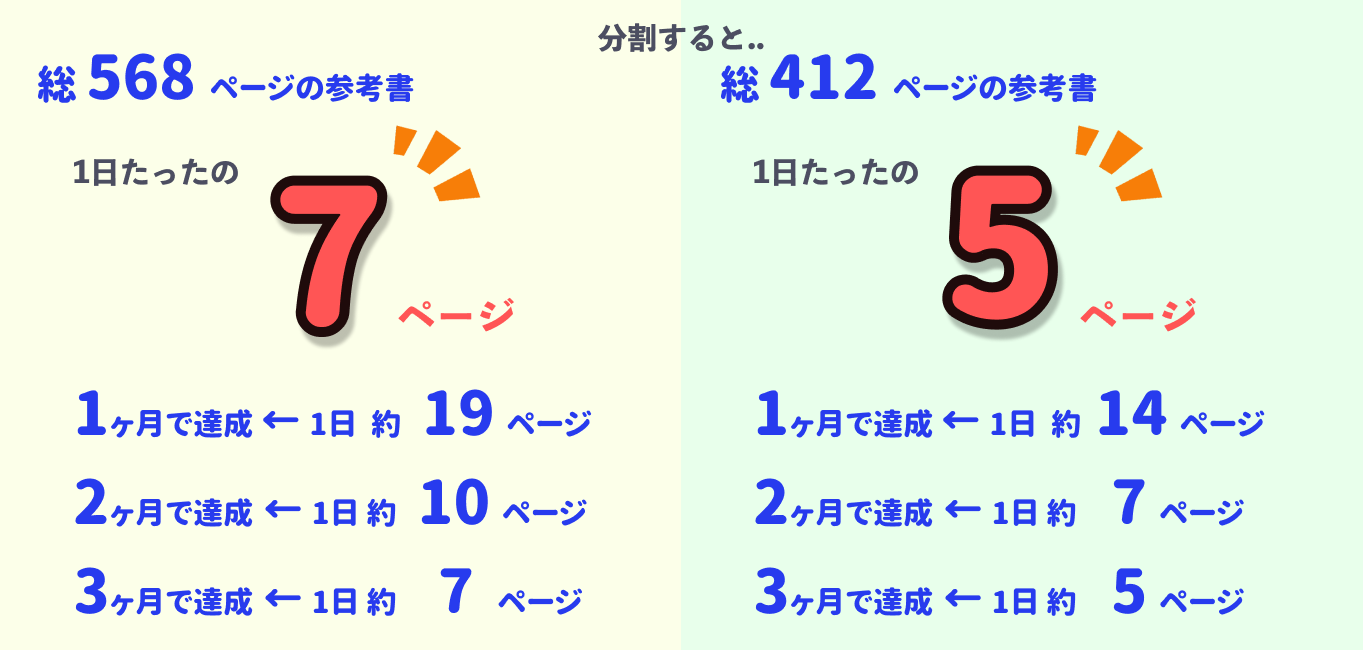 分割すると..
総 568 ページの参考書
1日たったの
7
ページ
1ヶ月で達成 ← 1日 約 19 ページ
2ヶ月で達成 ← 1日 約 10 ページ
3ヶ月で達成 ← 1日 約 7 ページ
総 412 ページの参考書
1日たったの
5
ページ
1ヶ月で達成 ← 1日 約 14 ページ
2ヶ月で達成 ← 1日 約 7 ページ
3ヶ月で達成 ← 1日 約 5 ページ